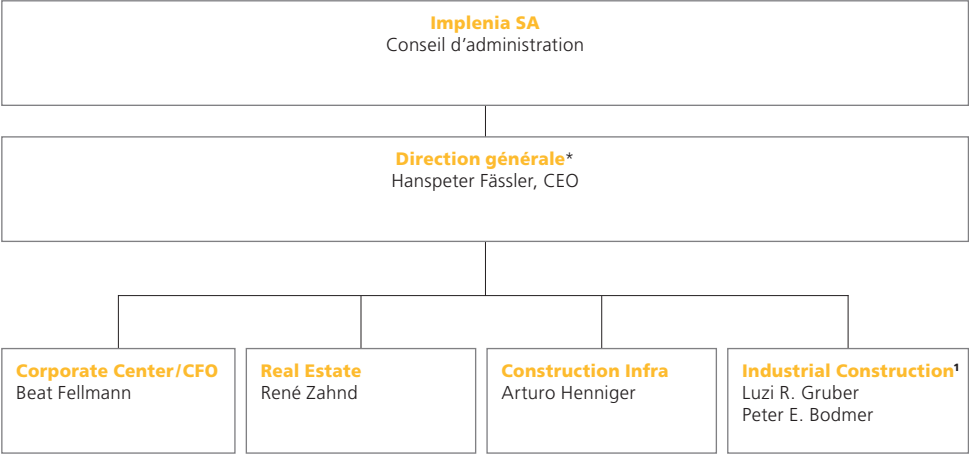 Implenia SA
Conseil d’administration
Direction générale*
Hanspeter Fässler, CEO
Corporate Center/CFO
Beat Fellmann
Real Estate
René Zahnd
Construction Infra
Arturo Henniger
Industrial Construction¹
Luzi R. Gruber
Peter E. Bodmer